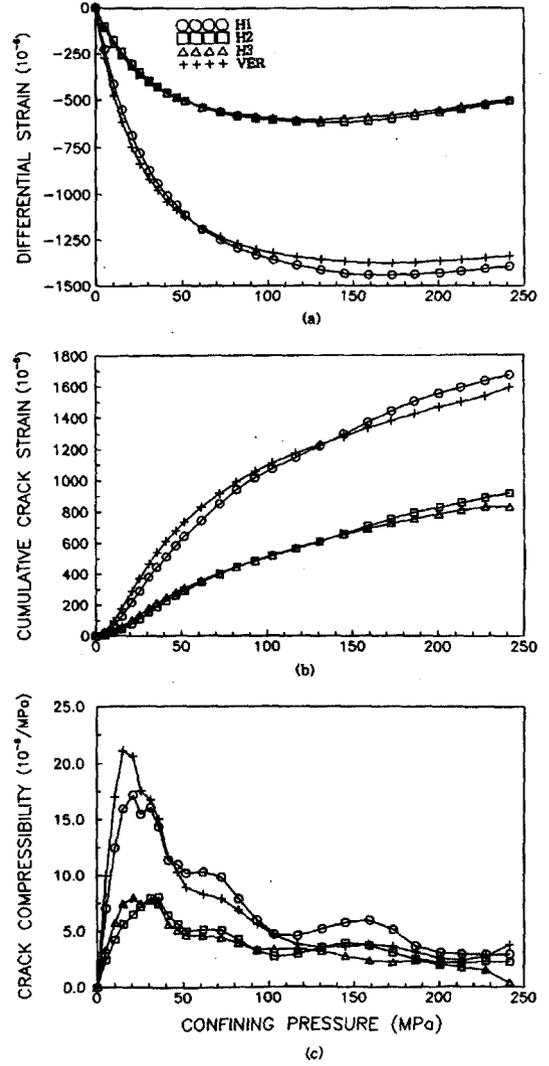 DIFFERENTIAL STRAIN (10⁻⁶)
0
−250
−500
−750
−1000
−1250
−1500
H1
H2
H3
VER
0 50 100 150 200 250
(a)
CUMULATIVE CRACK STRAIN (10⁻⁶)
1800
1600
1400
1200
1000
800
600
400
200
0
0 50 100 150 200 250
(b)
CRACK COMPRESSIBILITY (10⁻⁶/MPa)
25.0
20.0
15.0
10.0
5.0
0.0
0 50 100 150 200 250
CONFINING PRESSURE (MPa)
(c)